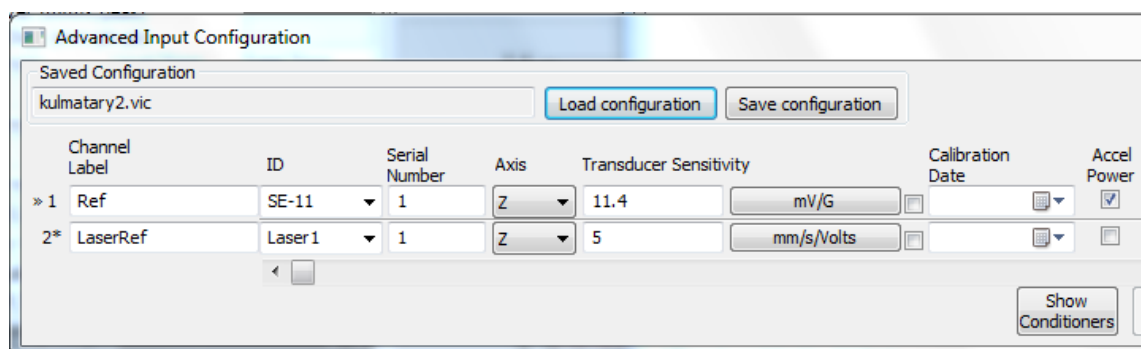 Advanced Input Configuration
Saved Configuration
kulmatary2.vic Load configuration Save configuration
Channel Label ID Serial Number Axis Transducer Sensitivity Calibration Date Accel Power
» 1 Ref SE-11 1 Z 11.4 mV/G
2* LaserRef Laser1 1 Z 5 mm/s/Volts
Show Conditioners